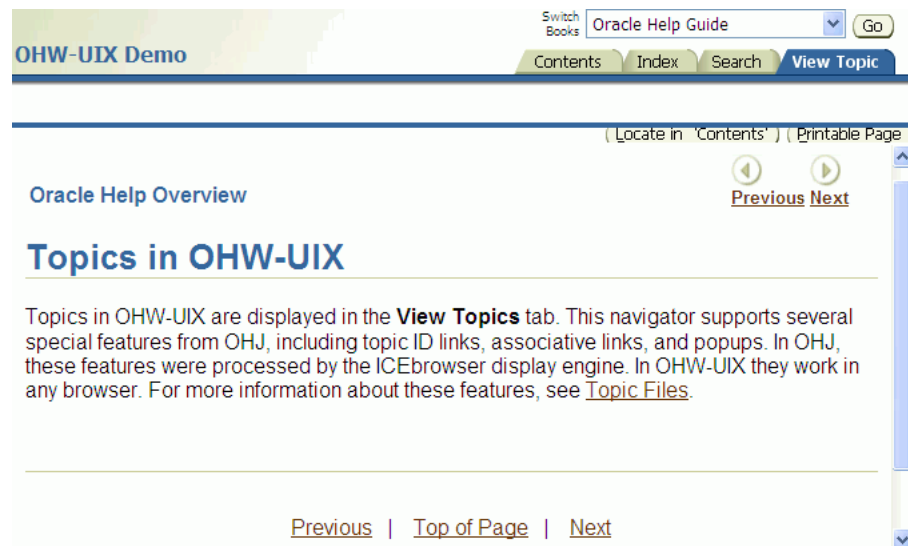 Switch
Books
Oracle Help Guide
Go
OHW-UIX Demo
Contents
Index
Search
View Topic
Locate in 'Contents'
Printable Page
Previous Next
Oracle Help Overview
Topics in OHW-UIX
Topics in OHW-UIX are displayed in the View Topics tab. This navigator supports several
special features from OHJ, including topic ID links, associative links, and popups. In OHJ,
these features were processed by the ICEbrowser display engine. In OHW-UIX they work in
any browser. For more information about these features, see Topic Files.
Previous | Top of Page | Next